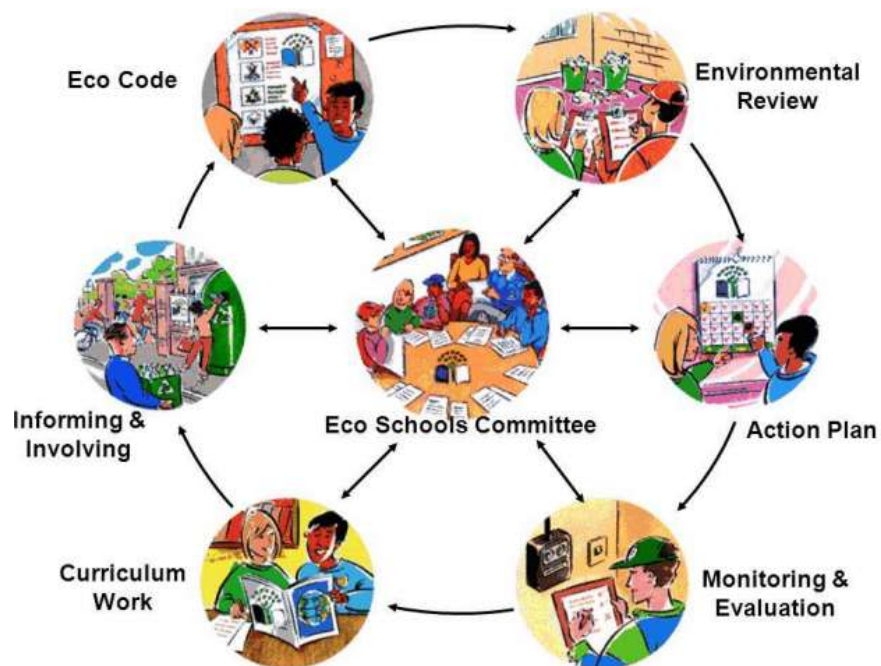 Eco Code
Environmental
Review
Informing &
Involving
Eco Schools Committee
Action Plan
Curriculum
Work
Monitoring &
Evaluation